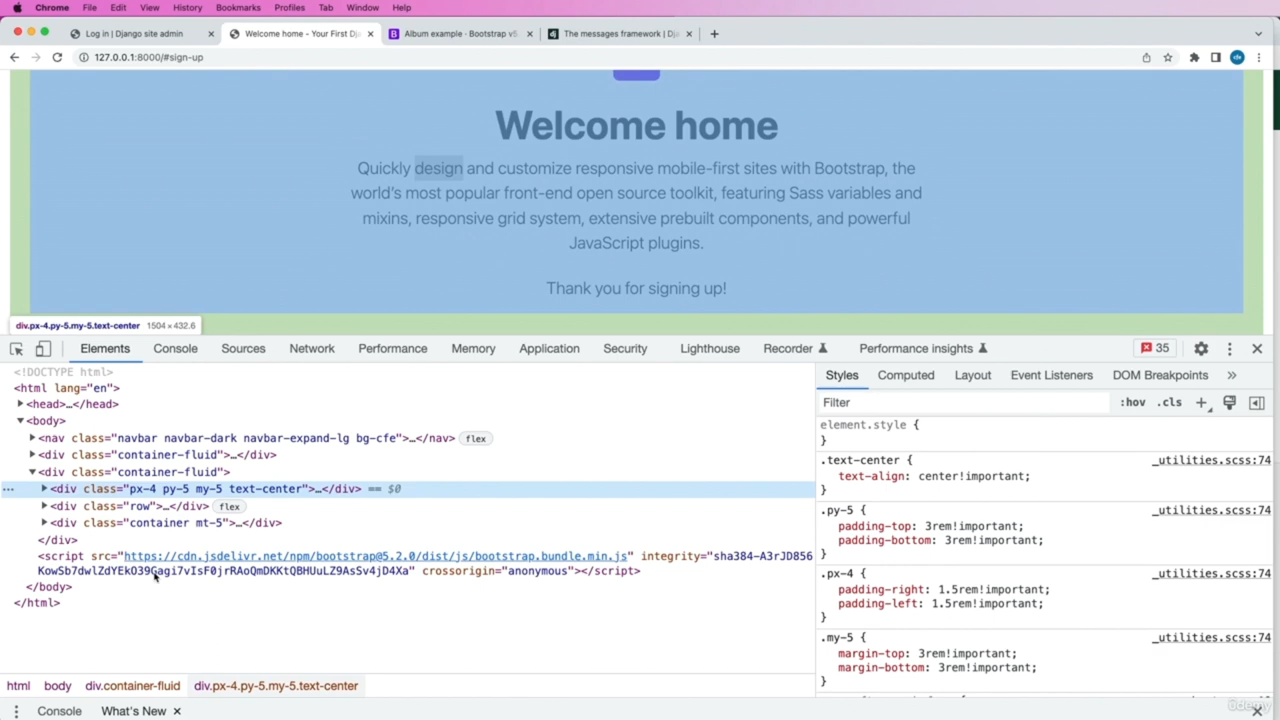 Chrome File Edit View History Bookmarks Profiles Tab Window Help
Log in | Django site admin × Welcome home - Your First Dj × B Album example · Bootstrap v5 × The messages framework | Dj × +
127.0.0.1:8000/#sign-up
Welcome home
Quickly design and customize responsive mobile-first sites with Bootstrap, the
world's most popular front-end open source toolkit, featuring Sass variables and
mixins, responsive grid system, extensive prebuilt components, and powerful
JavaScript plugins.
Thank you for signing up!
div.px-4.py-5.my-5.text-center 1504 × 432.6
Elements Console Sources Network Performance Memory Application Security Lighthouse Recorder Performance insights 35
<!DOCTYPE html>
<html lang="en">
<head>…</head>
<body>
<nav class="navbar navbar-dark navbar-expand-lg bg-cfe">…</nav> flex
<div class="container-fluid">…</div>
<div class="container-fluid">
<div class="px-4 py-5 my-5 text-center">…</div> == $0
<div class="row">…</div> flex
<div class="container mt-5">…</div>
</div>
<script src="https://cdn.jsdelivr.net/npm/bootstrap@5.2.0/dist/js/bootstrap.bundle.min.js" integrity="sha384-A3rJD856
KowSb7dwlZdYEkO39Gagi7vIsF0jrRAoQmDKKtQBHUuLZ9AsSv4jD4Xa" crossorigin="anonymous"></script>
</body>
</html>
html body div.container-fluid div.px-4.py-5.my-5.text-center
Styles Computed Layout Event Listeners DOM Breakpoints »
Filter :hov .cls +
element.style {
}
.text-center { _utilities.scss:74
text-align: center!important;
}
.py-5 { _utilities.scss:74
padding-top: 3rem!important;
padding-bottom: 3rem!important;
}
.px-4 { _utilities.scss:74
padding-right: 1.5rem!important;
padding-left: 1.5rem!important;
}
.my-5 { _utilities.scss:74
margin-top: 3rem!important;
margin-bottom: 3rem!important;
}
Console What's New ×
ûdemy